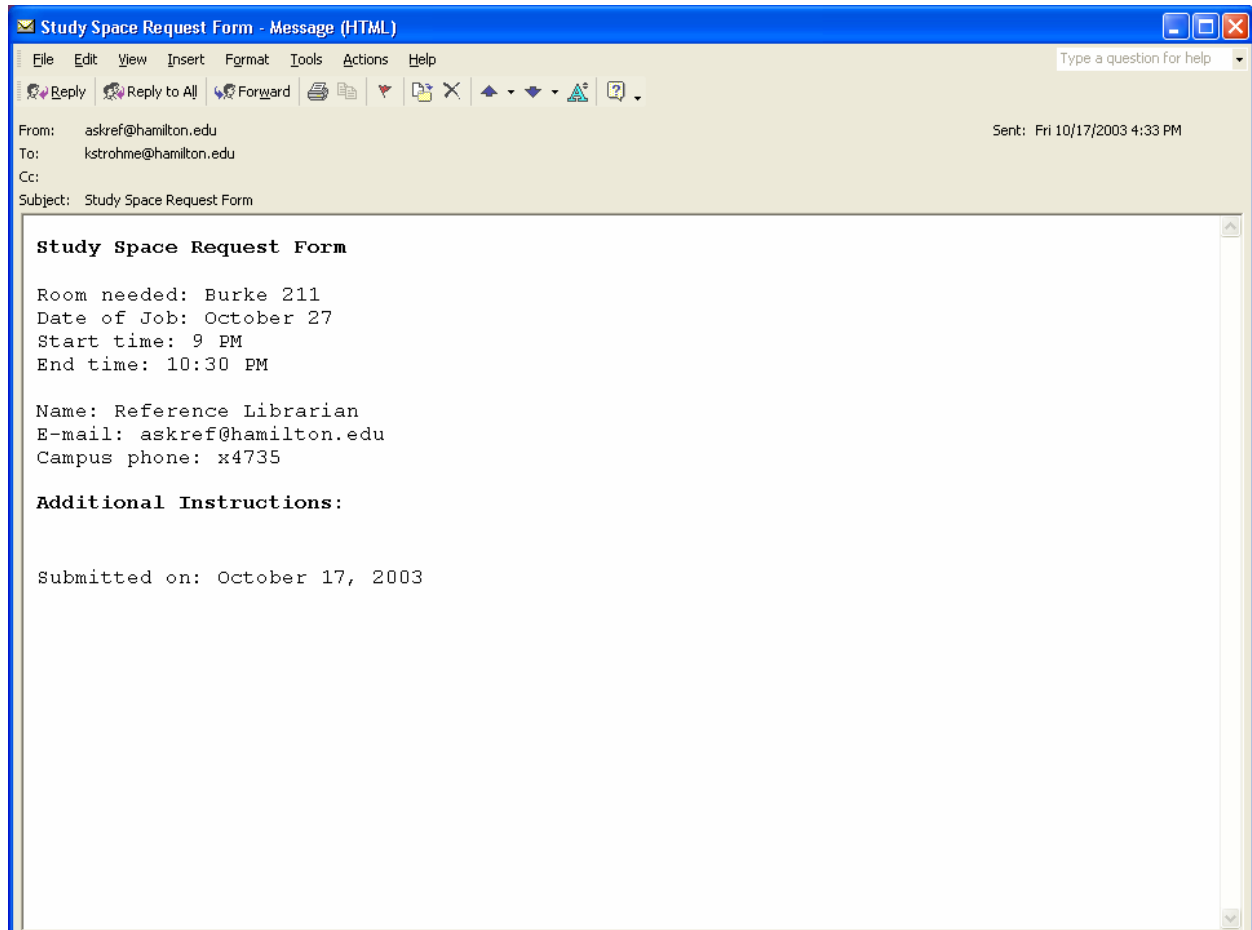 Study Space Request Form - Message (HTML)
File Edit View Insert Format Tools Actions Help
Type a question for help
Reply Reply to All Forward
From: askref@hamilton.edu
Sent: Fri 10/17/2003 4:33 PM
To: kstrohme@hamilton.edu
Cc:
Subject: Study Space Request Form
Study Space Request Form
Room needed: Burke 211
Date of Job: October 27
Start time: 9 PM
End time: 10:30 PM
Name: Reference Librarian
E-mail: askref@hamilton.edu
Campus phone: x4735
Additional Instructions:
Submitted on: October 17, 2003